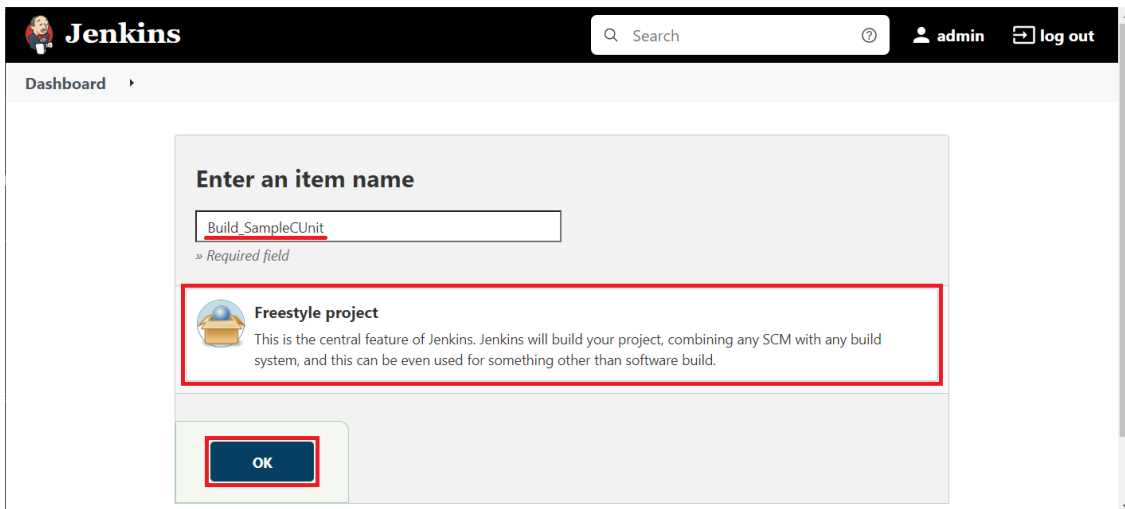 Jenkins
Search
admin
log out
Dashboard
Enter an item name
Build_SampleCUnit
» Required field
Freestyle project
This is the central feature of Jenkins. Jenkins will build your project, combining any SCM with any build
system, and this can be even used for something other than software build.
OK